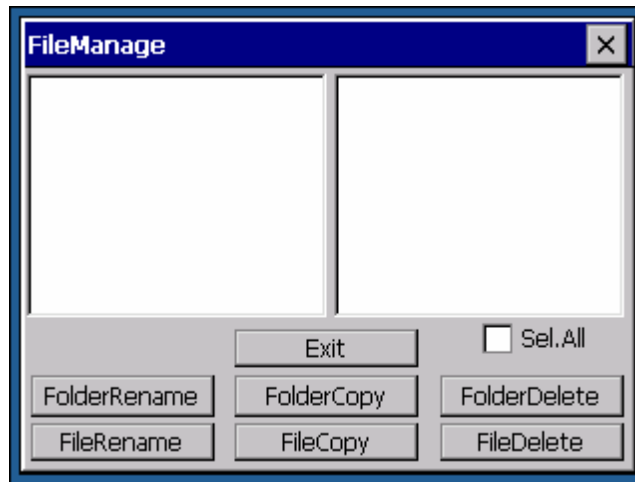 FileManage
Exit
Sel.All
FolderRename FolderCopy FolderDelete
FileRename FileCopy FileDelete